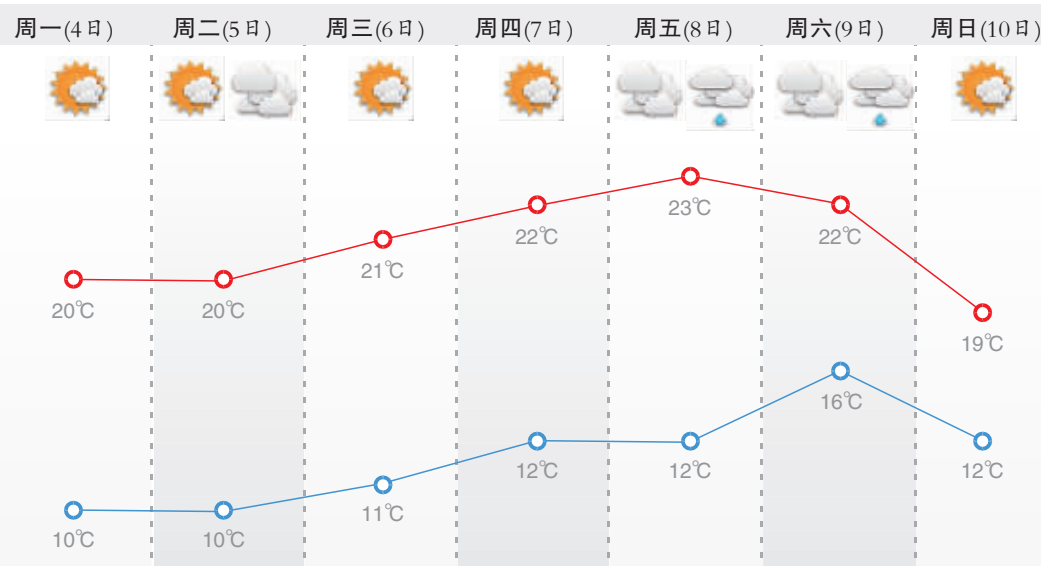 周一(4日) 周二(5日) 周三(6日) 周四(7日) 周五(8日) 周六(9日) 周日(10日)
20℃ 20℃ 21℃ 22℃ 23℃ 22℃ 19℃
10℃ 10℃ 11℃ 12℃ 12℃ 16℃ 12℃